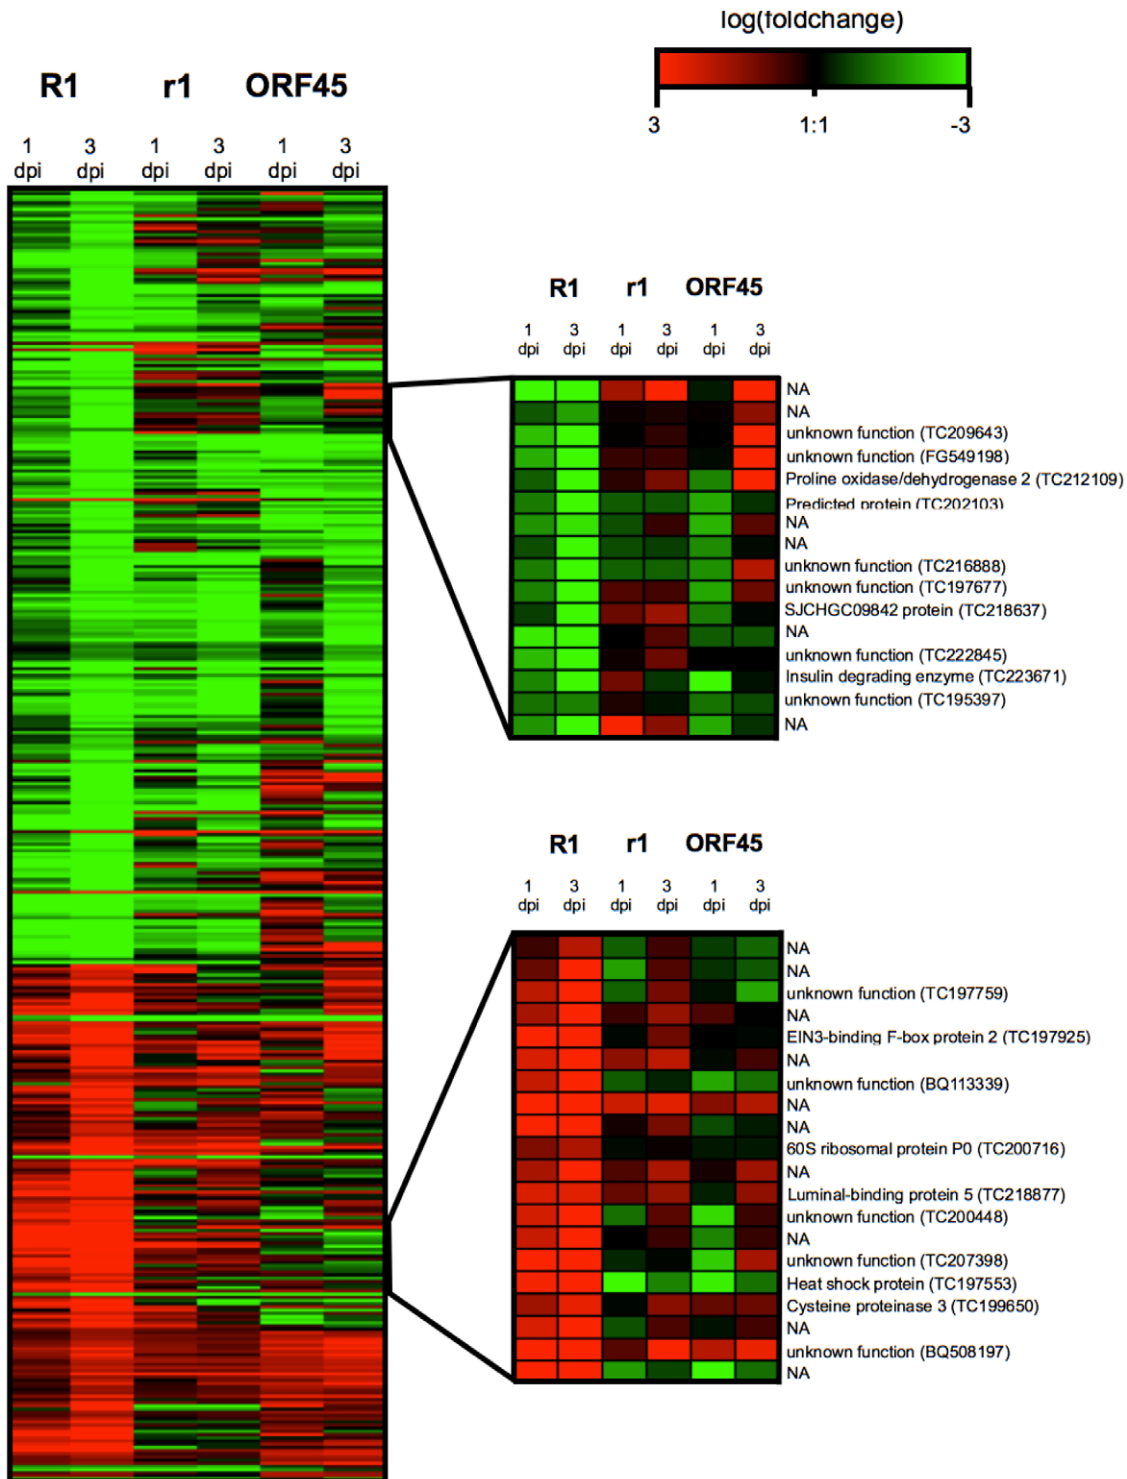 log(foldchange)
3 1:1 -3
R1 r1 ORF45
1 3 1 3 1 3
dpi dpi dpi dpi dpi dpi
R1 r1 ORF45
1 3 1 3 1 3
dpi dpi dpi dpi dpi dpi
NA
NA
unknown function (TC209643)
unknown function (FG549198)
Proline oxidase/dehydrogenase 2 (TC212109)
Predicted protein (TC202103)
NA
NA
unknown function (TC216888)
unknown function (TC197677)
SJCHGC09842 protein (TC218637)
NA
unknown function (TC222845)
Insulin degrading enzyme (TC223671)
unknown function (TC195397)
NA
R1 r1 ORF45
1 3 1 3 1 3
dpi dpi dpi dpi dpi dpi
NA
NA
unknown function (TC197759)
NA
EIN3-binding F-box protein 2 (TC197925)
NA
unknown function (BQ113339)
NA
NA
60S ribosomal protein P0 (TC200716)
NA
Luminal-binding protein 5 (TC218877)
unknown function (TC200448)
NA
unknown function (TC207398)
Heat shock protein (TC197553)
Cysteine proteinase 3 (TC199650)
NA
unknown function (BQ508197)
NA